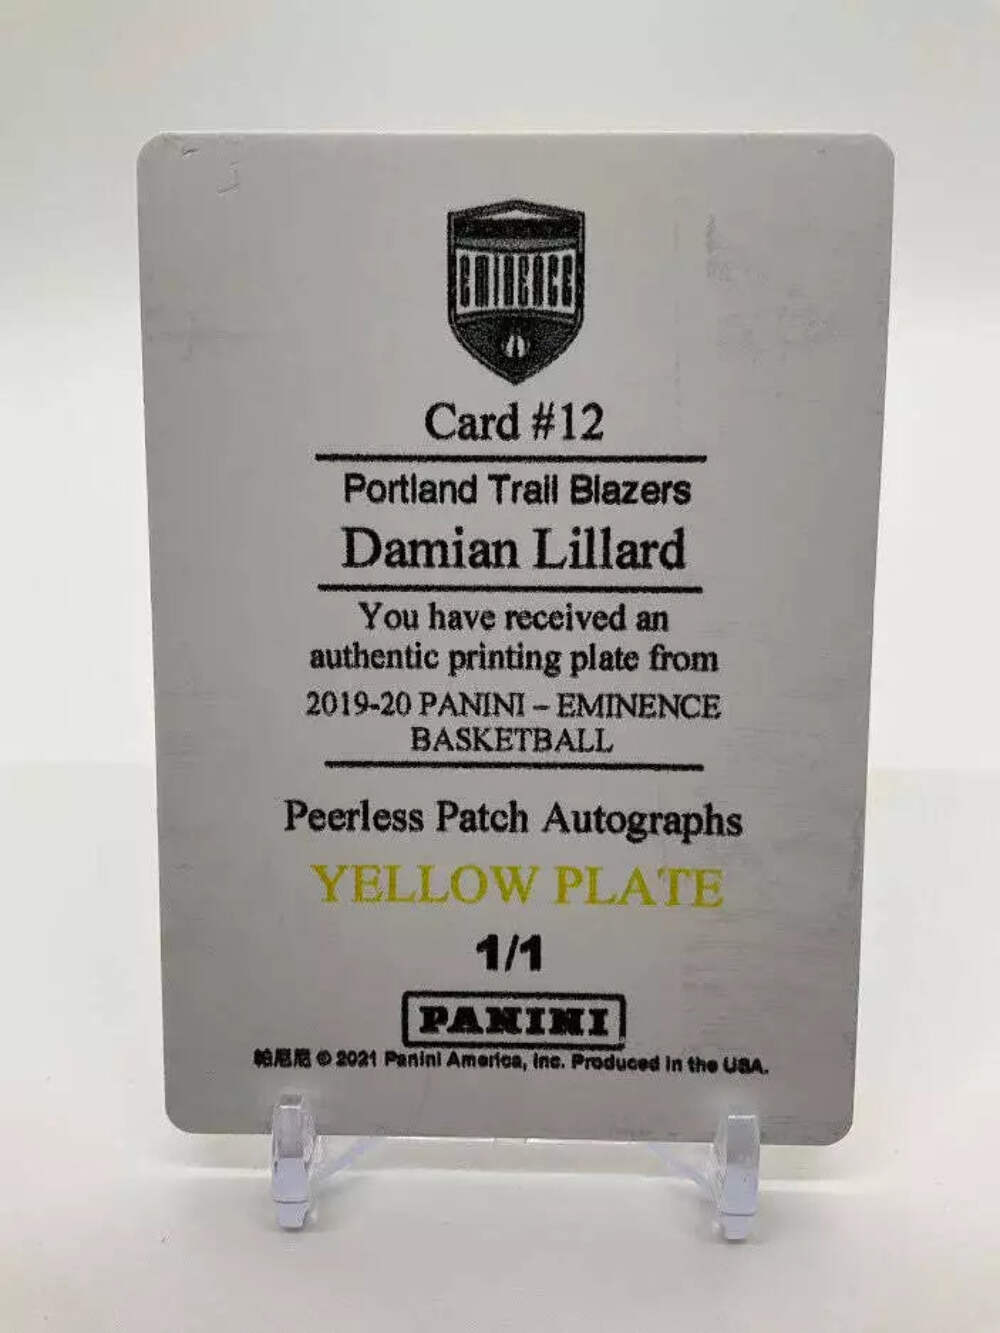 EMINENCE
Card #12
Portland Trail Blazers
Damian Lillard
You have received an
authentic printing plate from
2019-20 PANINI – EMINENCE
BASKETBALL
Peerless Patch Autographs
YELLOW PLATE
1/1
PANINI
帕尼尼 © 2021 Panini America, Inc. Produced in the USA.